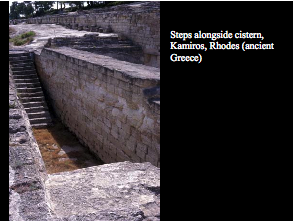 Steps alongside cistern,
Kamiros, Rhodes (ancient
Greece)